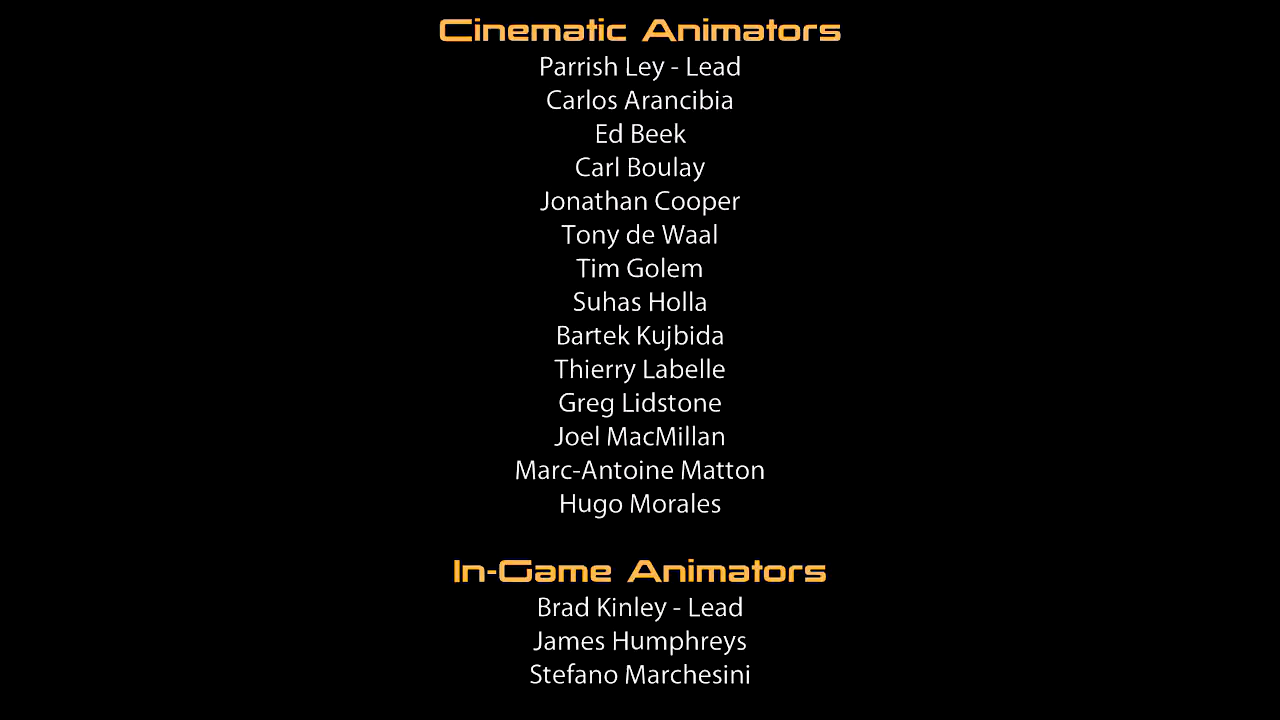 Cinematic Animators
Parrish Ley - Lead
Carlos Arancibia
Ed Beek
Carl Boulay
Jonathan Cooper
Tony de Waal
Tim Golem
Suhas Holla
Bartek Kujbida
Thierry Labelle
Greg Lidstone
Joel MacMillan
Marc-Antoine Matton
Hugo Morales
In-Game Animators
Brad Kinley - Lead
James Humphreys
Stefano Marchesini